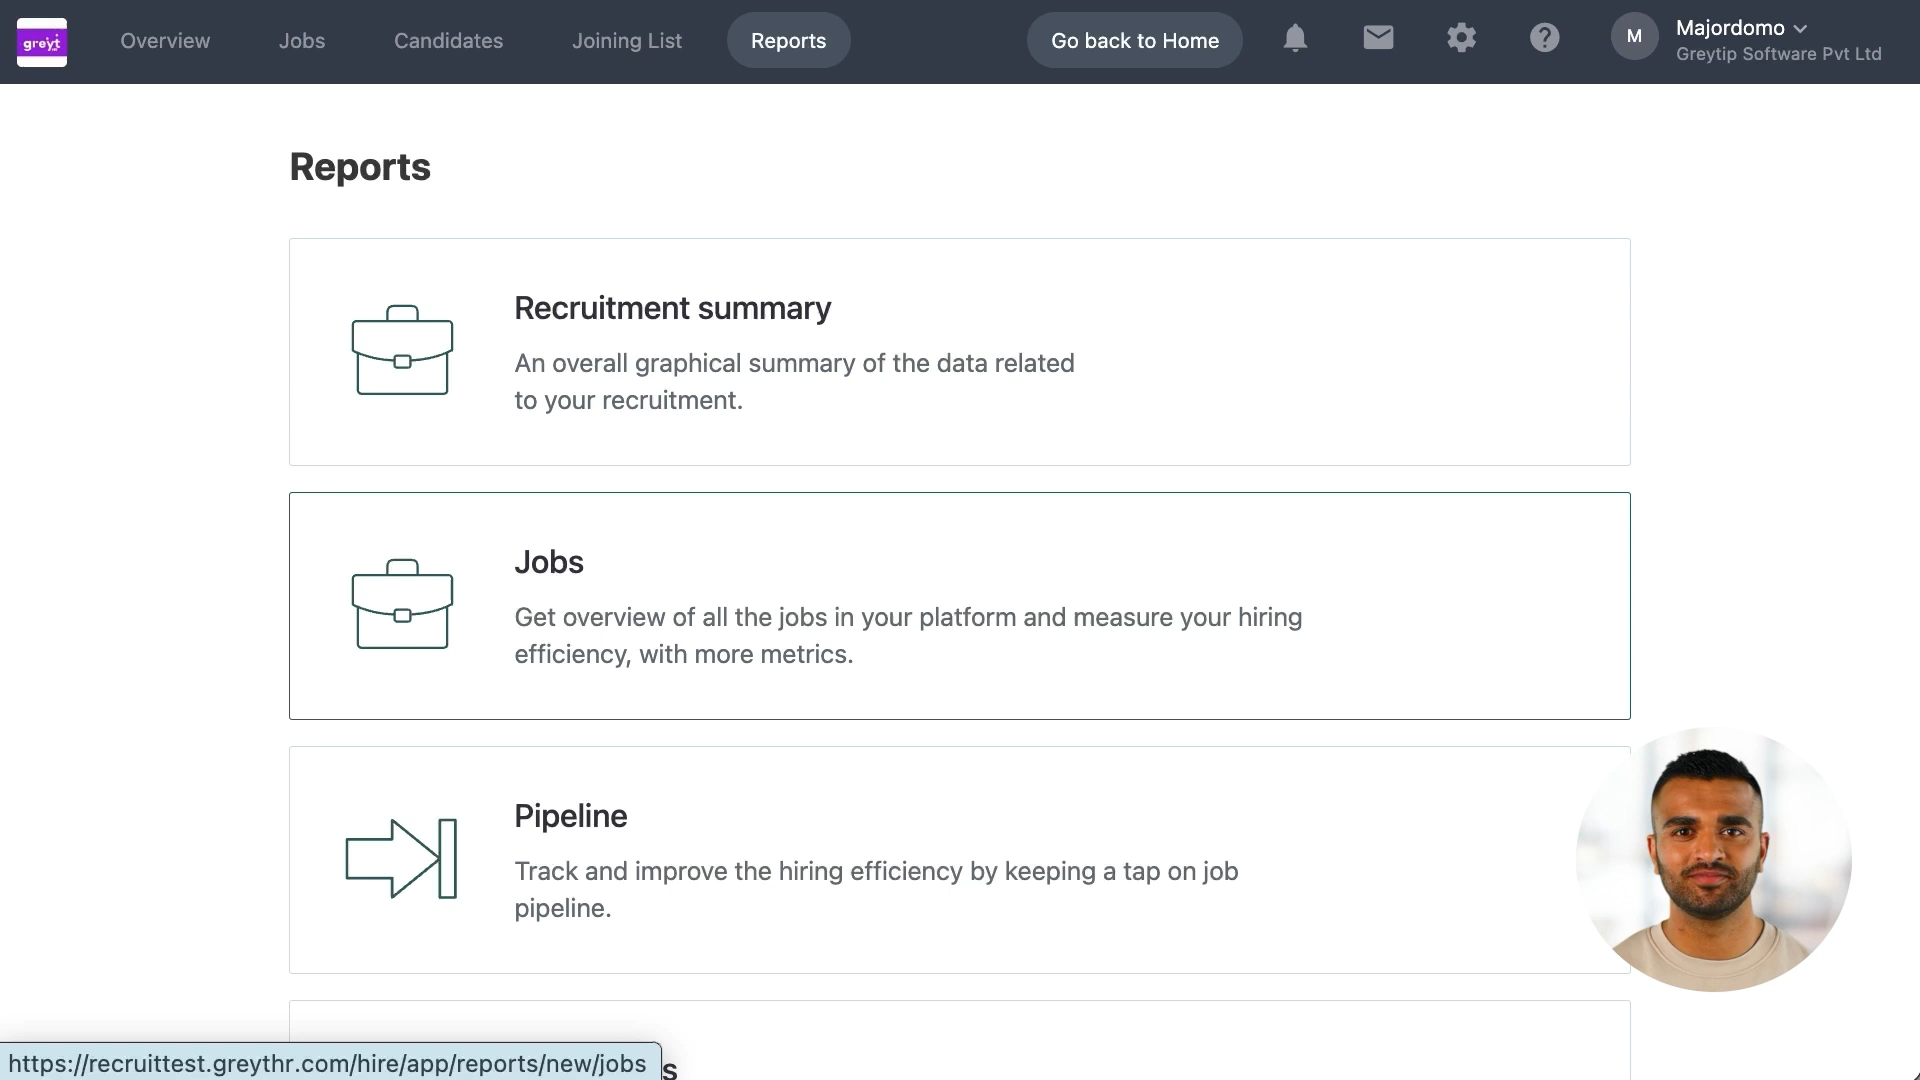 greyt
Overview
Jobs
Candidates
Joining List
Reports
Go back to Home
M
Majordomo
Greytip Software Pvt Ltd
Reports
Recruitment summary
An overall graphical summary of the data related
to your recruitment.
Jobs
Get overview of all the jobs in your platform and measure your hiring
efficiency, with more metrics.
Pipeline
Track and improve the hiring efficiency by keeping a tap on job
pipeline.
https://recruittest.greythr.com/hire/app/reports/new/jobs